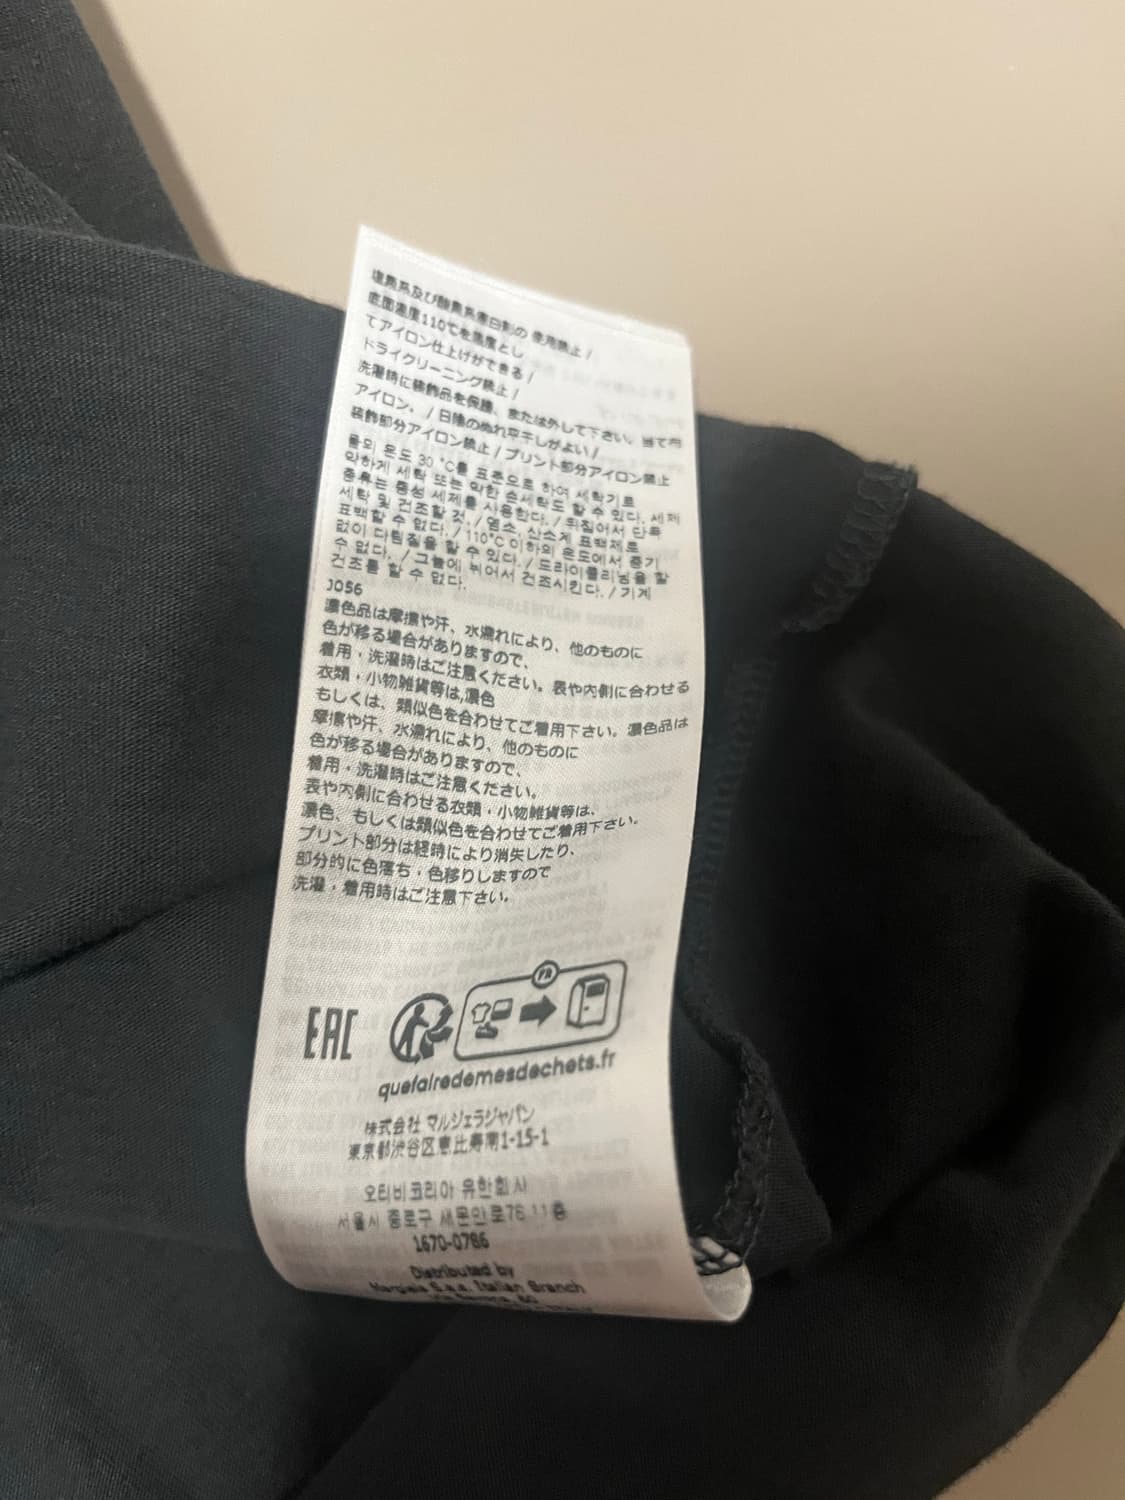 塩素系及び酸素系漂白剤の 使用禁止 /
底面温度110℃を限度とし
てアイロン仕上げができる /
ドライクリーニング禁止 /
洗濯時に装飾品を保護、または外して下さい。当て布
アイロン。 / 日陰のぬれ平干しがよい /
装飾部分アイロン禁止 / プリント部分アイロン禁止
물의 온도 30 °C를 표준으로 하여 세탁기로
약하게 세탁 또는 약한 손세탁도 할 수 있다. 세제
종류는 중성 세제를 사용한다. / 뒤집어서 단독
세탁 및 건조할 것. / 염소, 산소계 표백제로
표백할 수 없다. / 110°C 이하의 온도에서 증기
없이 다림질을 할 수 있다. / 드라이클리닝을 할
수 없다. / 그늘에 뉘어서 건조시킨다. / 기계
건조를 할 수 없다.
J056
濃色品は摩擦や汗、水濡れにより、他のものに
色が移る場合がありますので、
着用・洗濯時はご注意ください。表や内側に合わせる
衣類・小物雑貨等は,濃色
もしくは、類似色を合わせてご着用下さい。濃色品は
摩擦や汗、水濡れにより、他のものに
色が移る場合がありますので、
着用・洗濯時はご注意ください。
表や内側に合わせる衣類・小物雑貨等は、
濃色、もしくは類似色を合わせてご着用下さい。
プリント部分は経時により消失したり、
部分的に色落ち・色移りしますので
洗濯・着用時はご注意下さい。
EAC
FR
quefairedemesdechets.fr
株式会社 マルジェラジャパン
東京都渋谷区恵比寿南1-15-1
오티비코리아 유한회사
서울시 종로구 새문안로76 11층
1670-0786
Distributed by
Italian Branch